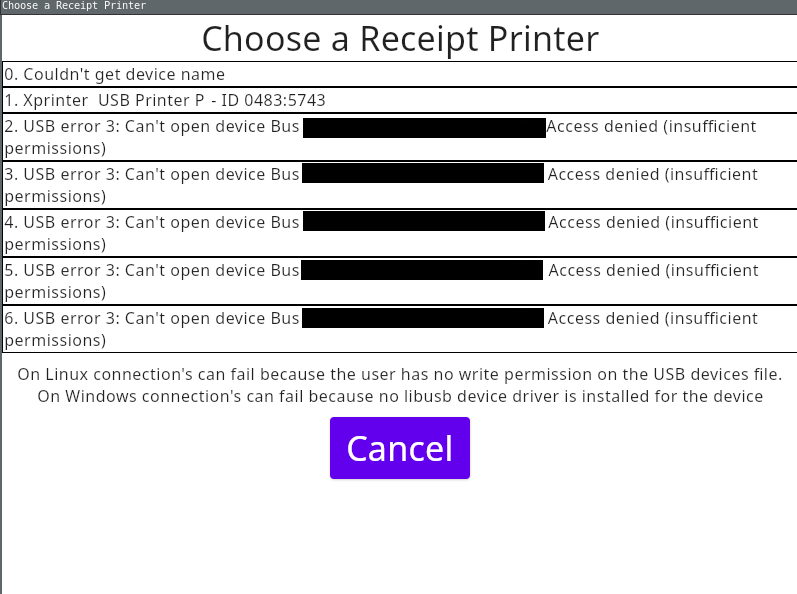 Choose a Receipt Printer
Choose a Receipt Printer
0. Couldn't get device name
1. Xprinter  USB Printer P  - ID 0483:5743
2. USB error 3: Can't open device Bus Access denied (insufficient
permissions)
3. USB error 3: Can't open device Bus Access denied (insufficient
permissions)
4. USB error 3: Can't open device Bus Access denied (insufficient
permissions)
5. USB error 3: Can't open device Bus Access denied (insufficient
permissions)
6. USB error 3: Can't open device Bus Access denied (insufficient
permissions)
On Linux connection's can fail because the user has no write permission on the USB devices file.
On Windows connection's can fail because no libusb device driver is installed for the device
Cancel